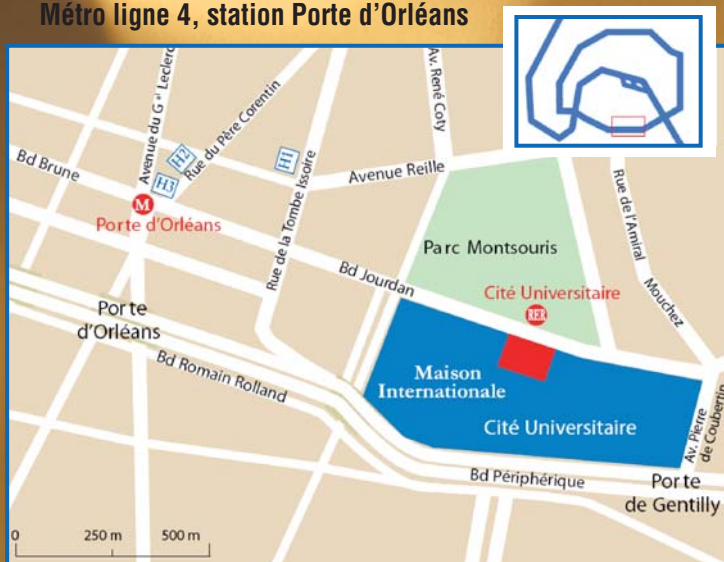 Métro ligne 4, station Porte d'Orléans
Avenue du Gal Leclerc
Rue du Père Corentin
Av. René Coty
H1
H2
H3
Bd Brune
Avenue Reille
Rue de l'Amiral
Mouchez
M
Porte d'Orléans
Rue de la Tombe Issoire
Parc Montsouris
Bd Jourdan
Cité Universitaire
RER
Porte
d'Orléans
Bd Romain Rolland
Maison
Internationale
Cité Universitaire
Av. Pierre
de Coubertin
Bd Périphérique
Porte
de Gentilly
0 250 m 500 m